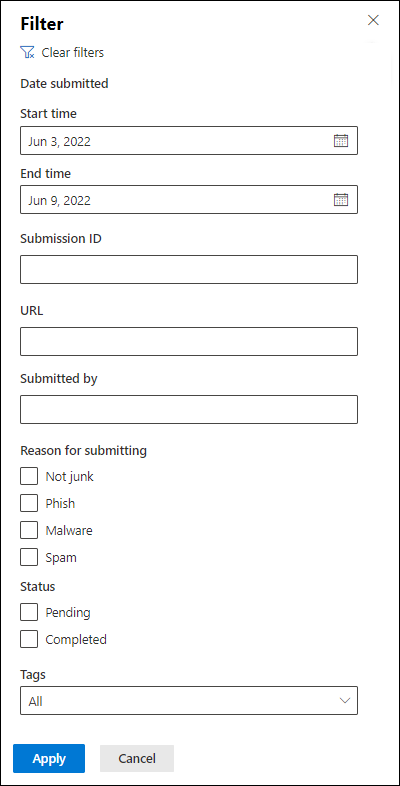 Filter
Clear filters
Date submitted
Start time
Jun 3, 2022
End time
Jun 9, 2022
Submission ID
URL
Submitted by
Reason for submitting
Not junk
Phish
Malware
Spam
Status
Pending
Completed
Tags
All
Apply
Cancel